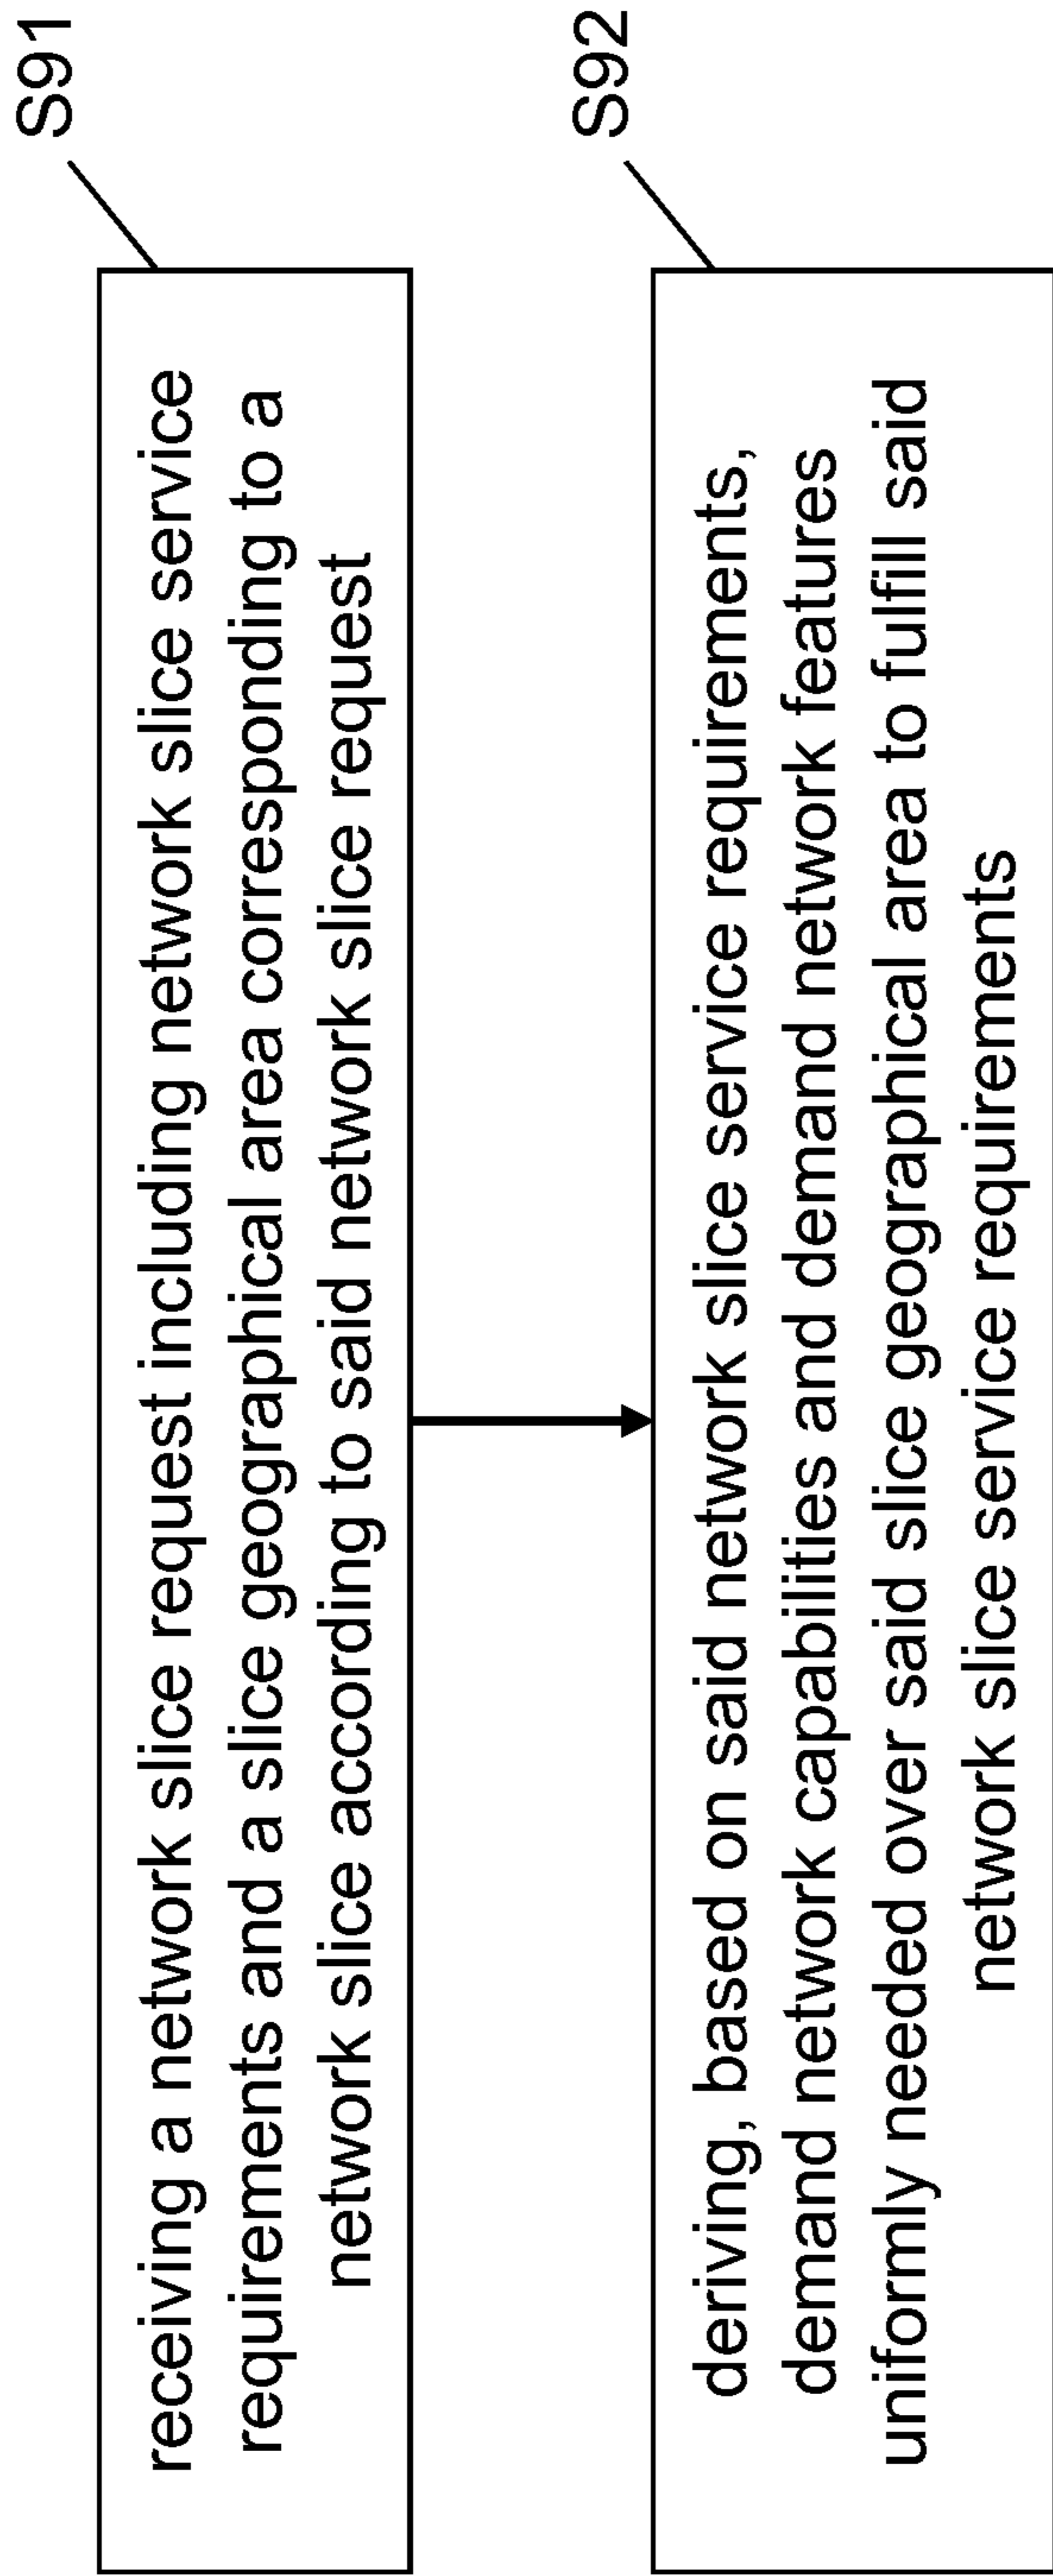 S91
receiving a network slice request including network slice service
requirements and a slice geographical area corresponding to a
network slice according to said network slice request
S92
deriving, based on said network slice service requirements,
demand network capabilities and demand network features
uniformly needed over said slice geographical area to fulfill said
network slice service requirements